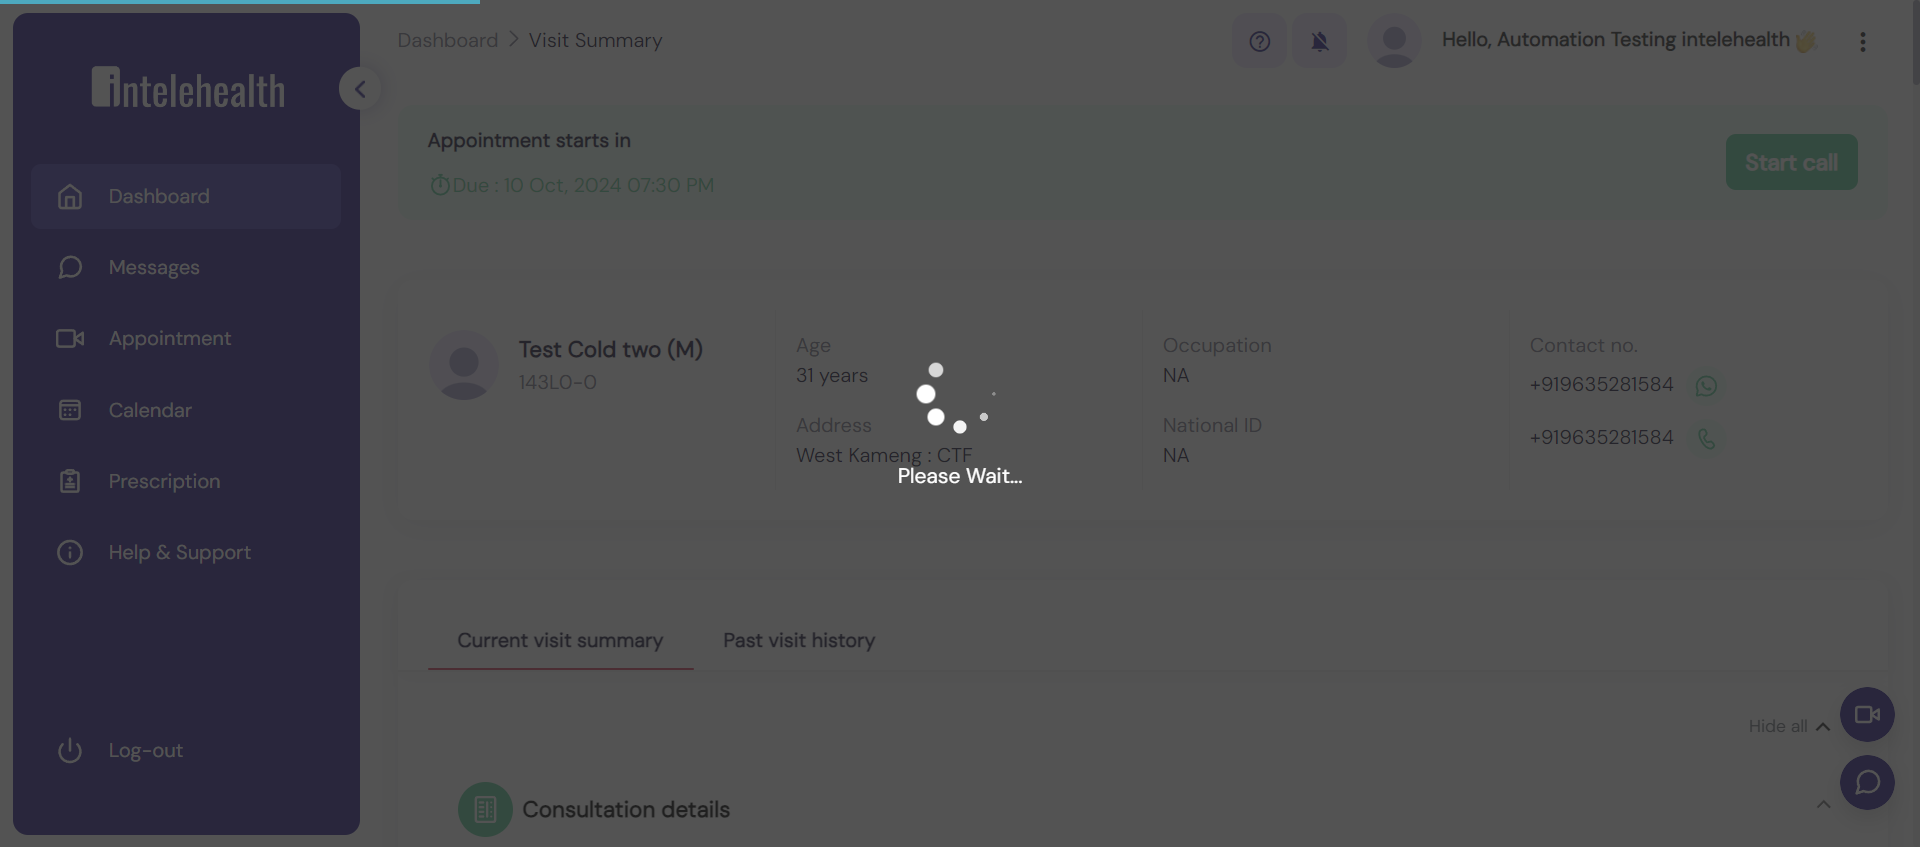 intelehealth
Dashboard
Messages
Appointment
Calendar
Prescription
Help & Support
Log-out
Dashboard > Visit Summary
Hello, Automation Testing intelehealth 👋
Appointment starts in
Due : 10 Oct, 2024 07:30 PM
Start call
Test Cold two (M)
143L0-0
Age
31 years
Address
West Kameng : CTF
Occupation
NA
National ID
NA
Contact no.
+919635281584
+919635281584
Please Wait...
Current visit summary
Past visit history
Hide all
Consultation details